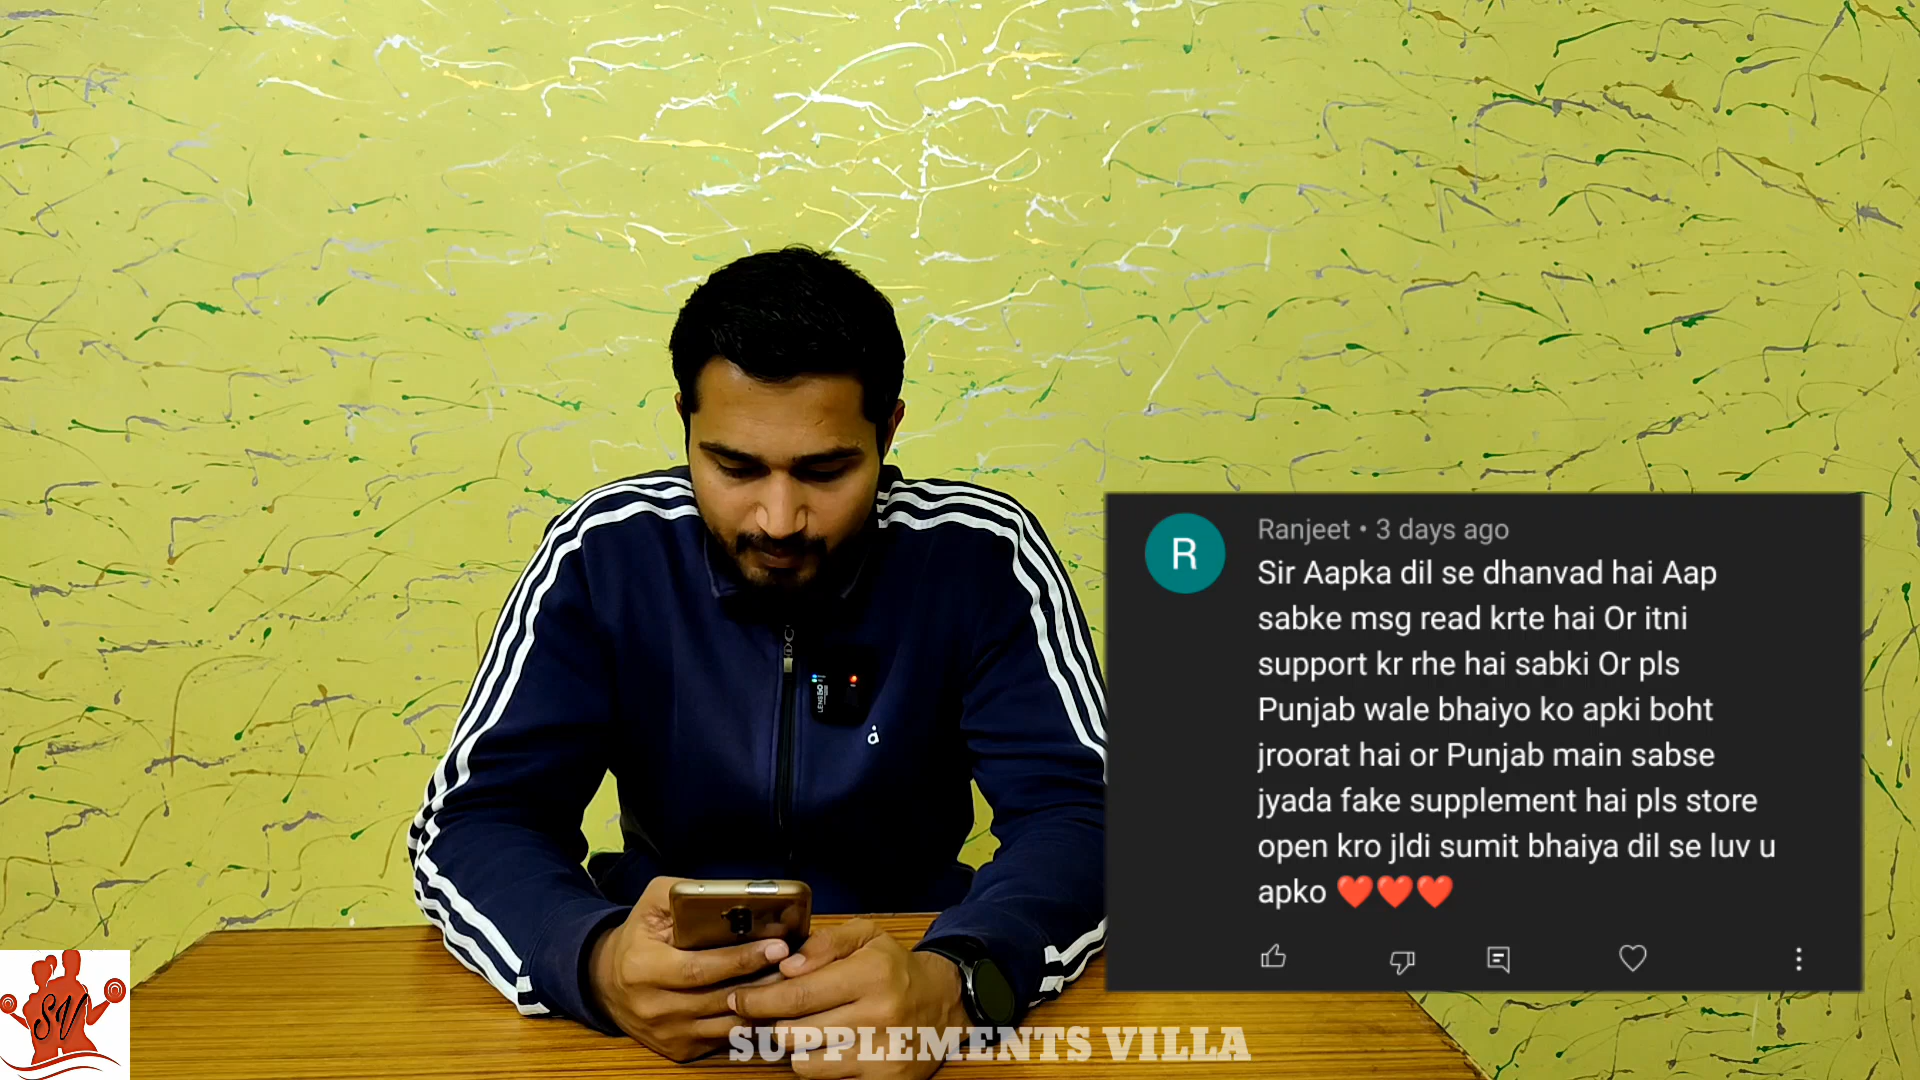 R
Ranjeet • 3 days ago
Sir Aapka dil se dhanvad hai Aap
sabke msg read krte hai Or itni
support kr rhe hai sabki Or pls
Punjab wale bhaiyo ko apki boht
jroorat hai or Punjab main sabse
jyada fake supplement hai pls store
open kro jldi sumit bhaiya dil se luv u
apko ❤️❤️❤️
SV
SUPPLEMENTS VILLA